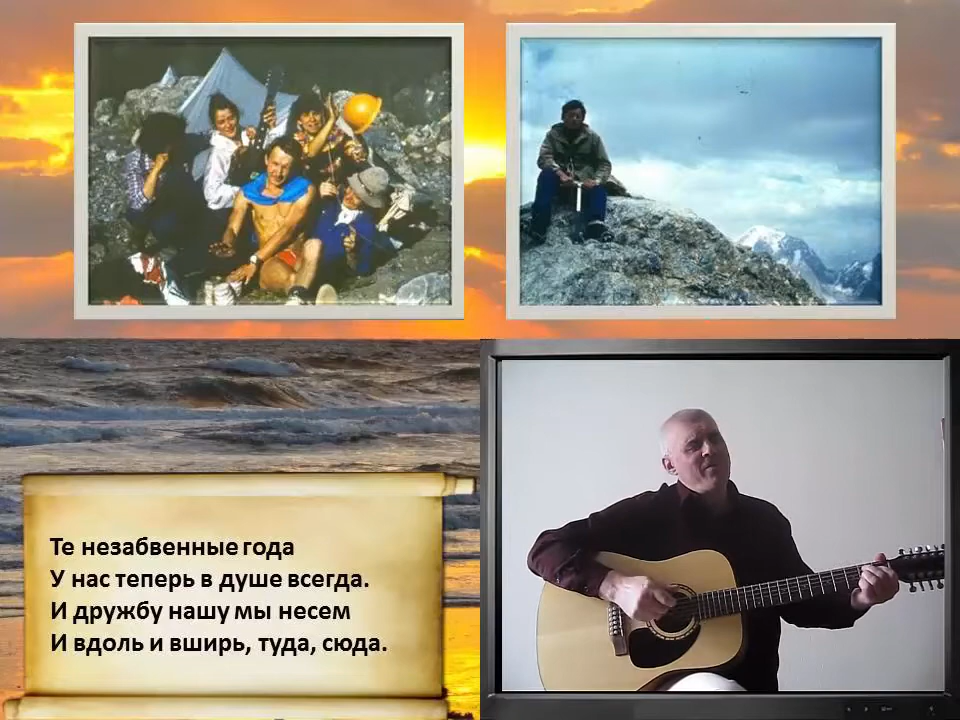 Те незабвенные года
У нас теперь в душе всегда.
И дружбу нашу мы несем
И вдоль и вширь, туда, сюда.